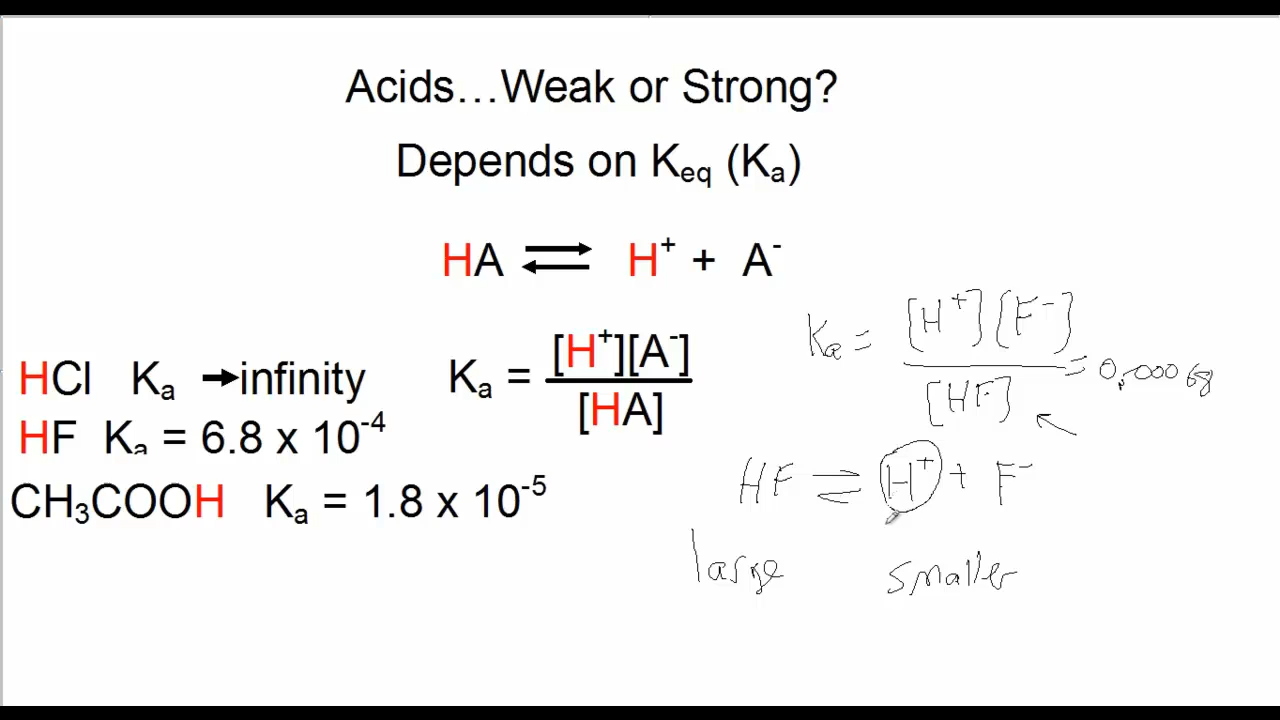 Acids...Weak or Strong?
Depends on Keq (Ka)
HA ⇌ H⁺ + A⁻
HCl Ka → infinity
HF Ka = 6.8 x 10⁻⁴
CH₃COOH Ka = 1.8 x 10⁻⁵
Ka = [H⁺][A⁻] / [HA]
Ka = [H⁺][F⁻] / [HF] = 0.00068
HF ⇌ H⁺ + F⁻
large smaller